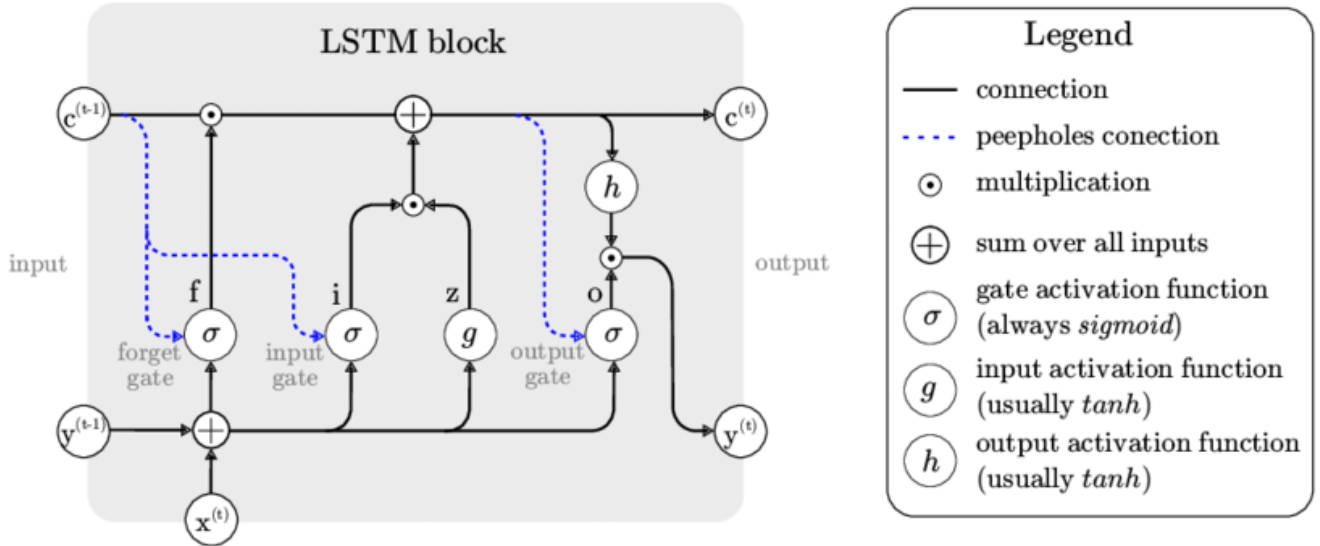 LSTM block
c(t-1)
c(t)
h
input
output
f
i
z
o
σ
σ
g
σ
forget
gate
input
gate
output
gate
y(t-1)
y(t)
x(t)
Legend
connection
peepholes conection
multiplication
sum over all inputs
σ
gate activation function
(always sigmoid)
g
input activation function
(usually tanh)
h
output activation function
(usually tanh)